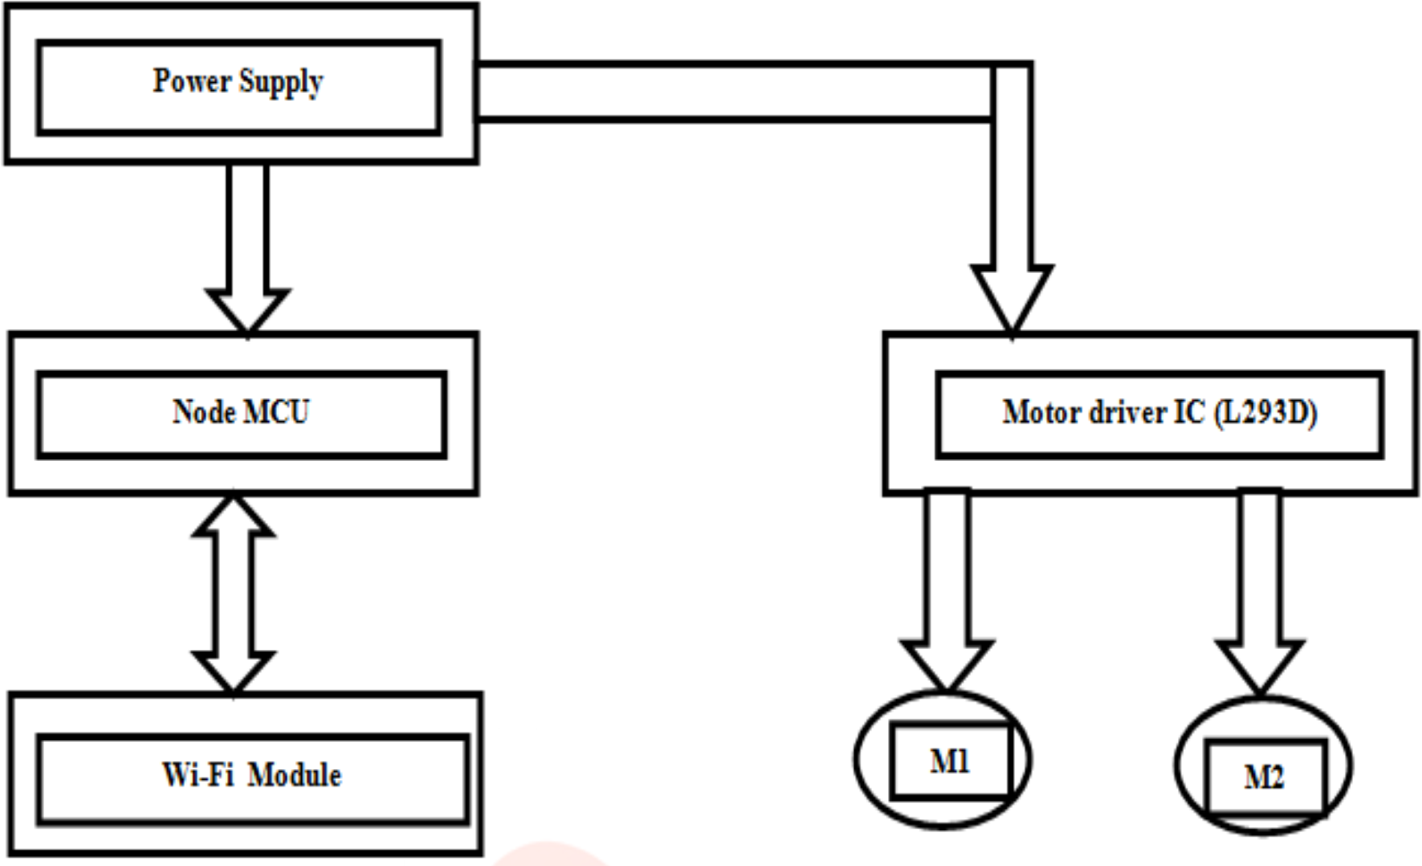 Power Supply
Node MCU
Motor driver IC (L293D)
Wi-Fi Module
M1
M2